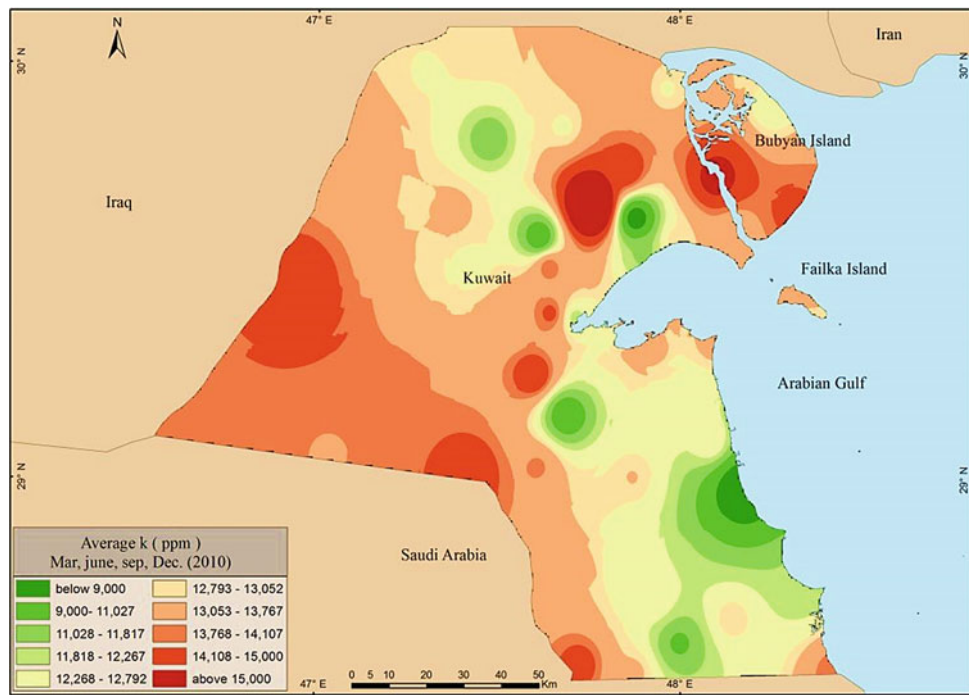 47° E
48° E
N
Iran
30° N
30° N
Bubyan Island
Iraq
Failka Island
Kuwait
Arabian Gulf
29° N
29° N
Saudi Arabia
Average k ( ppm )
Mar, june, sep, Dec. (2010)
below 9,000
9,000- 11,027
11,028 - 11,817
11,818 - 12,267
12,268 - 12,792
12,793 - 13,052
13,053 - 13,767
13,768 - 14,107
14,108 - 15,000
above 15,000
0 10 20 30 40 50
Km
47° E
48° E